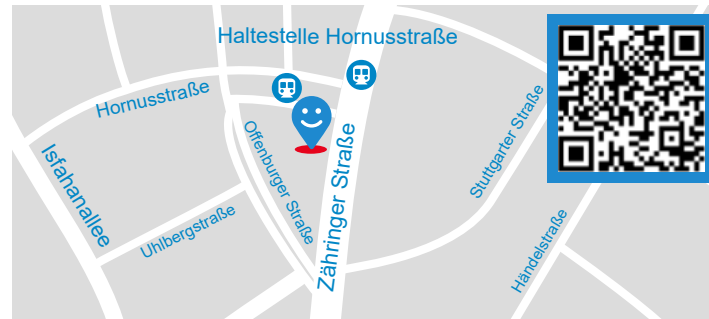 Haltestelle Hornusstraße
Hornusstraße
Isfahanallee
Offenburger Straße
Uhlbergstraße
Zähringer Straße
Stuttgarter Straße
Händelstraße